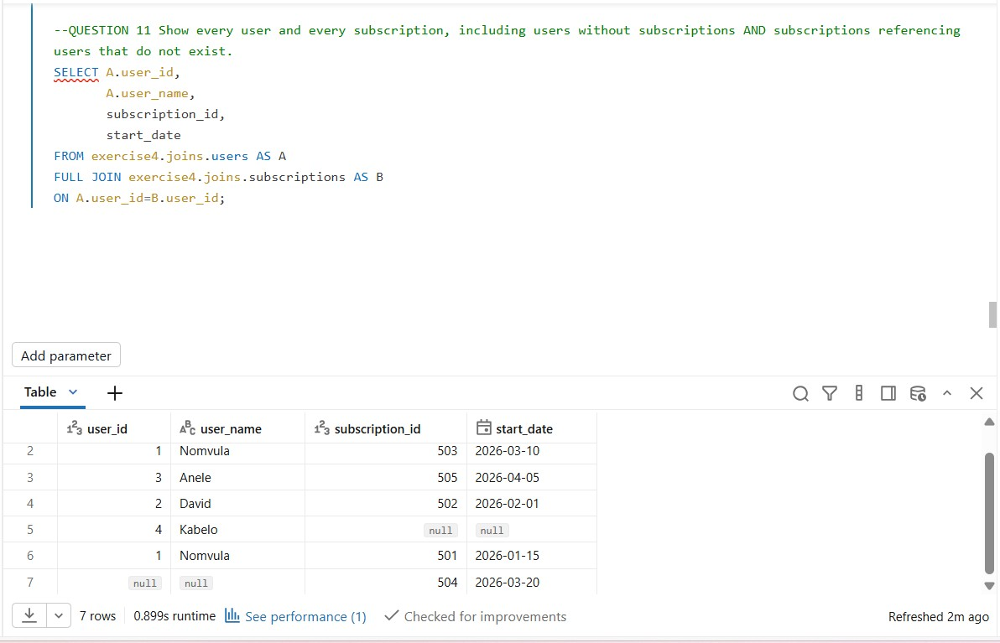 --QUESTION 11 Show every user and every subscription, including users without subscriptions AND subscriptions referencing
users that do not exist.
SELECT A.user_id,
A.user_name,
subscription_id,
start_date
FROM exercise4.joins.users AS A
FULL JOIN exercise4.joins.subscriptions AS B
ON A.user_id=B.user_id;
Add parameter
Table
user_id user_name subscription_id start_date
2 1 Nomvula 503 2026-03-10
3 3 Anele 505 2026-04-05
4 2 David 502 2026-02-01
5 4 Kabelo null null
6 1 Nomvula 501 2026-01-15
7 null null 504 2026-03-20
7 rows 0.899s runtime See performance (1) Checked for improvements Refreshed 2m ago